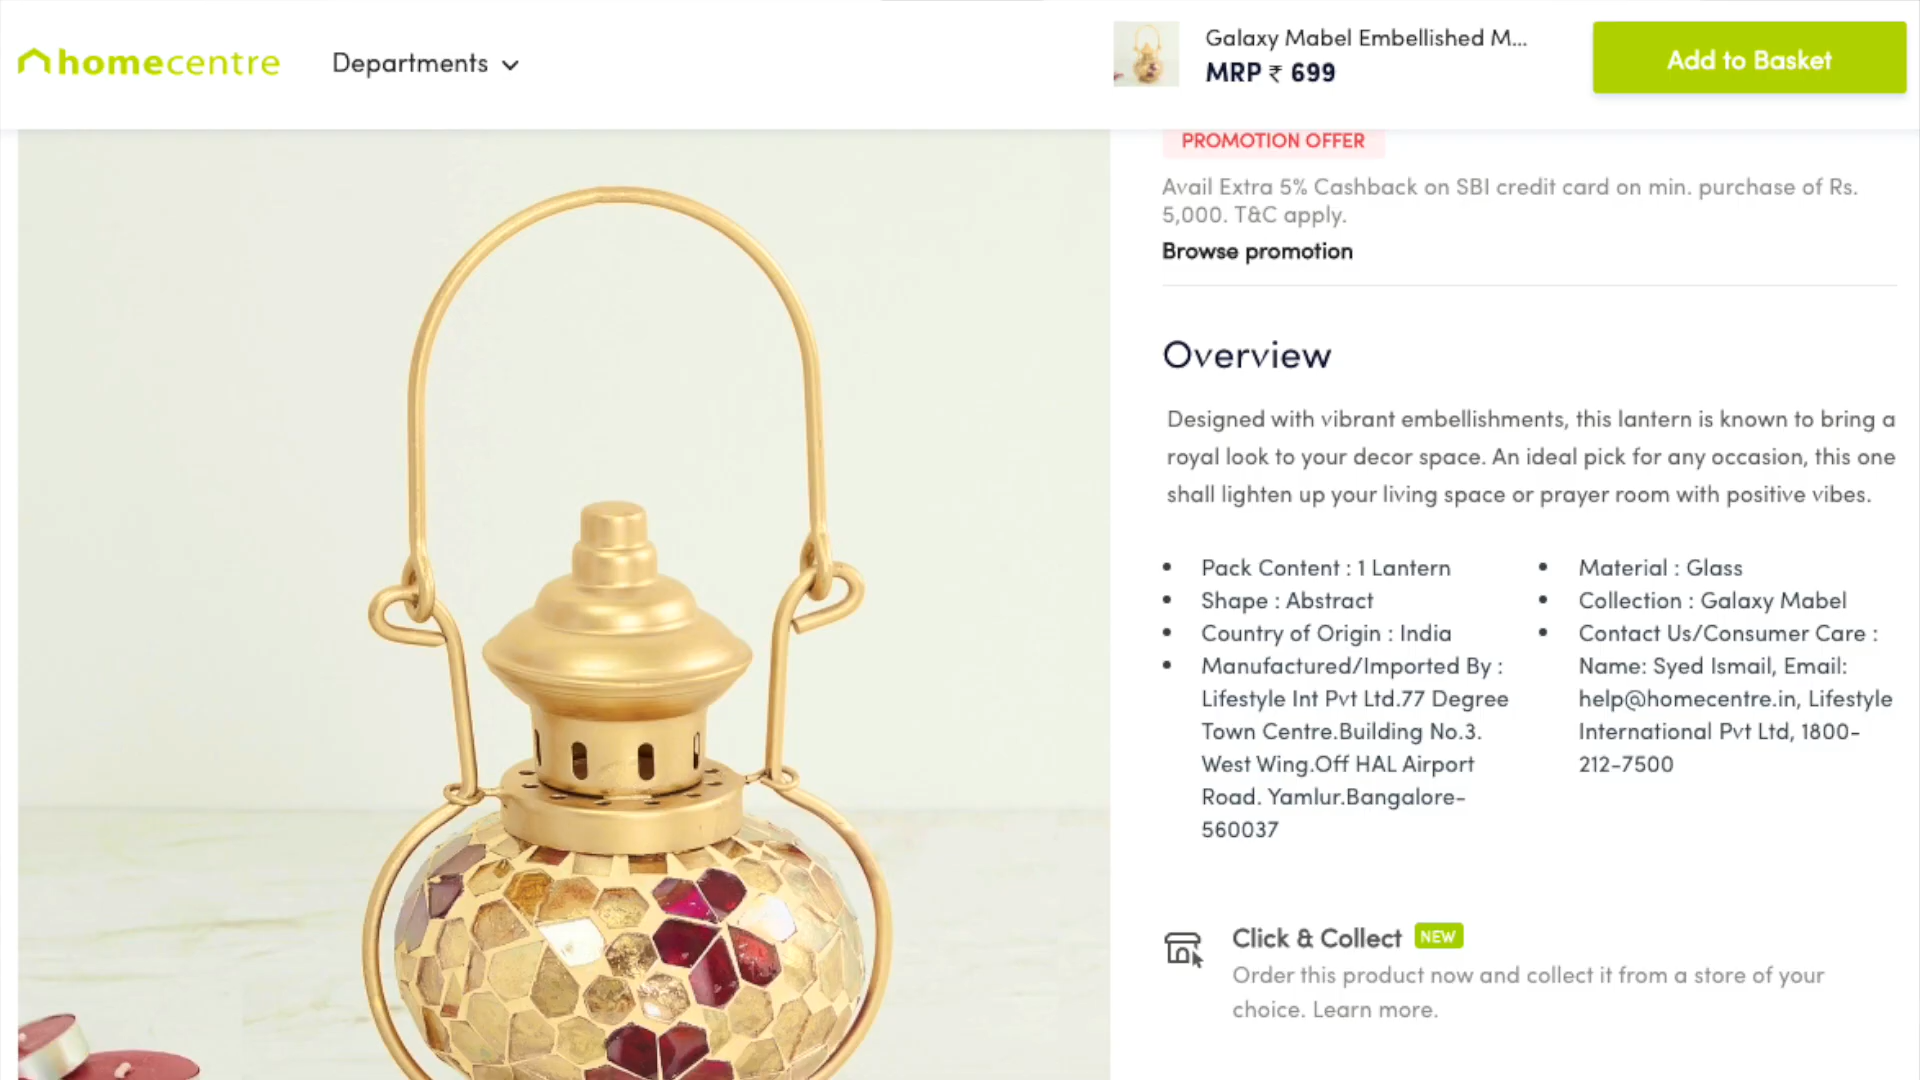 homecentre
Departments
Galaxy Mabel Embellished M...
MRP ₹ 699
Add to Basket
PROMOTION OFFER
Avail Extra 5% Cashback on SBI credit card on min. purchase of Rs.
5,000. T&C apply.
Browse promotion
Overview
Designed with vibrant embellishments, this lantern is known to bring a
royal look to your decor space. An ideal pick for any occasion, this one
shall lighten up your living space or prayer room with positive vibes.
Pack Content : 1 Lantern
Shape : Abstract
Country of Origin : India
Manufactured/Imported By :
Lifestyle Int Pvt Ltd.77 Degree
Town Centre.Building No.3.
West Wing.Off HAL Airport
Road. Yamlur.Bangalore-
560037
Material : Glass
Collection : Galaxy Mabel
Contact Us/Consumer Care :
Name: Syed Ismail, Email:
help@homecentre.in, Lifestyle
International Pvt Ltd, 1800-
212-7500
Click & Collect NEW
Order this product now and collect it from a store of your
choice. Learn more.